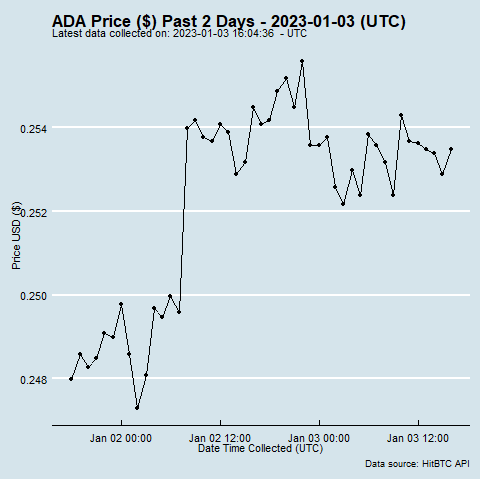 ADA Price ($) Past 2 Days - 2023-01-03 (UTC)
Latest data collected on: 2023-01-03 16:04:36 - UTC
Price USD ($)
0.254
0.252
0.250
0.248
Jan 02 00:00 Jan 02 12:00 Jan 03 00:00 Jan 03 12:00
Date Time Collected (UTC)
Data source: HitBTC API